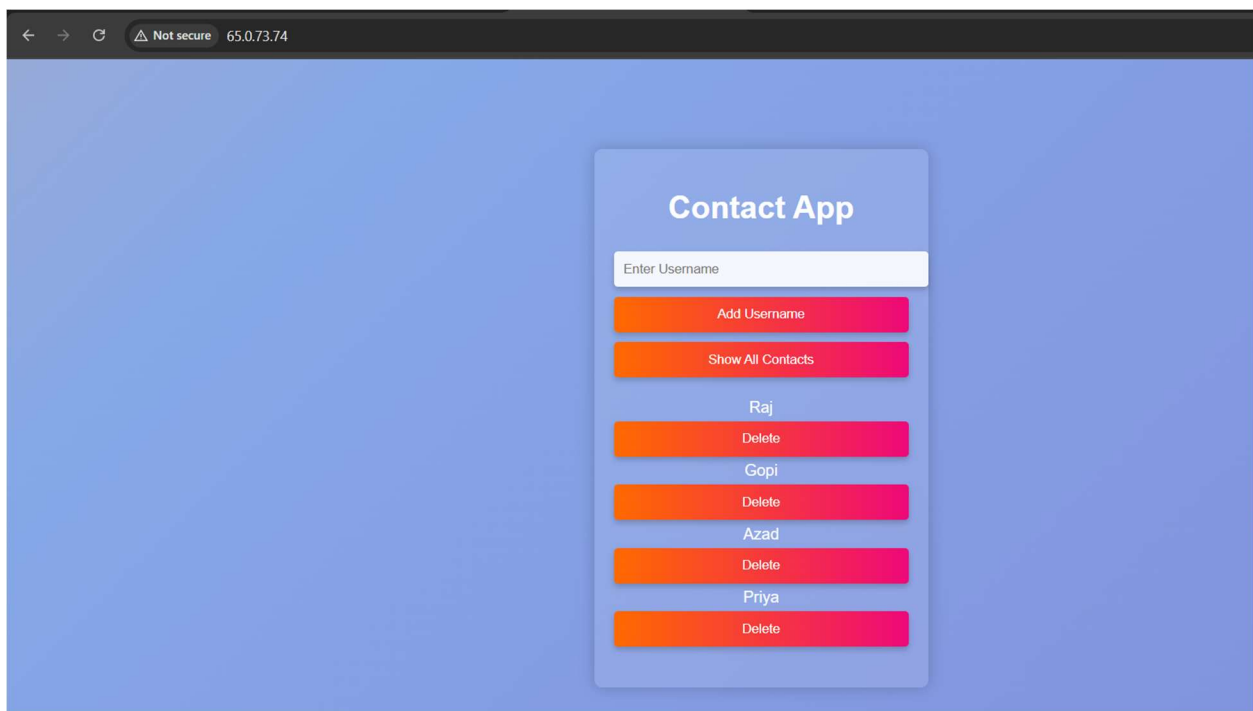 Not secure 65.0.73.74
Contact App
Enter Username
Add Username
Show All Contacts
Raj
Delete
Gopi
Delete
Azad
Delete
Priya
Delete